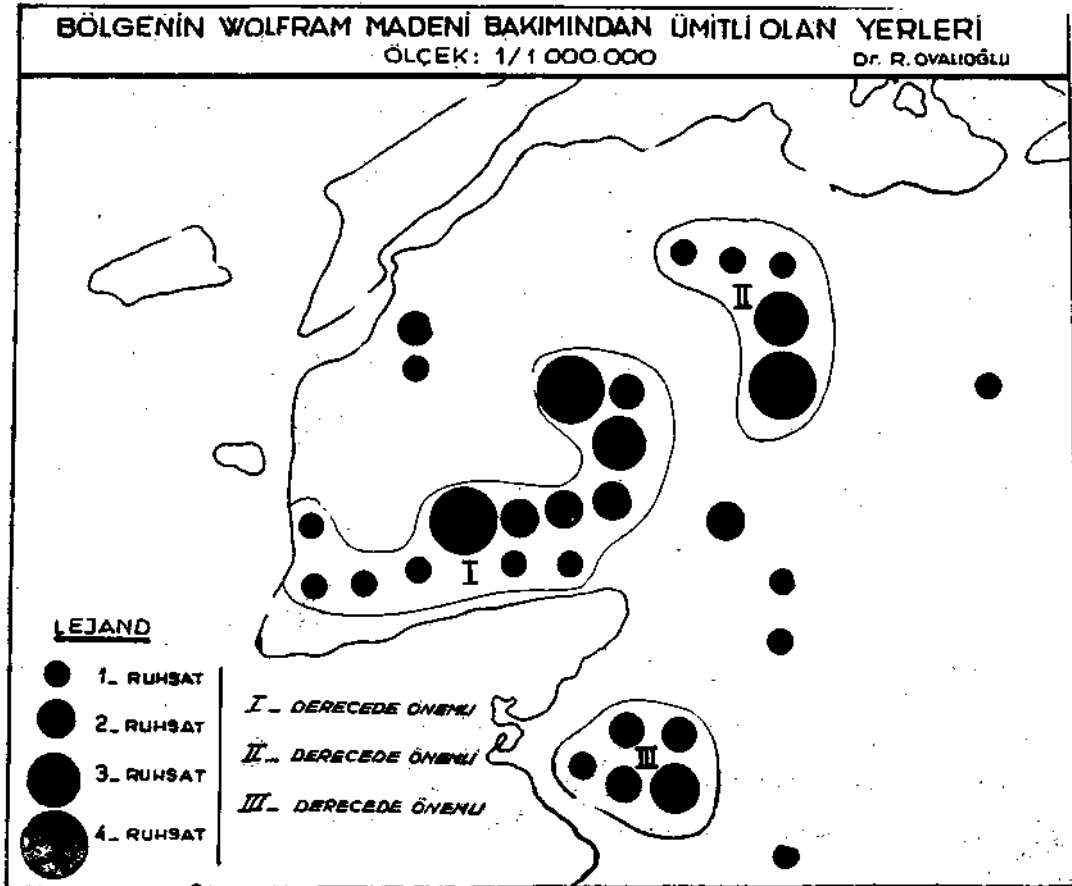 BÖLGENİN WOLFRAM MADENİ BAKIMINDAN ÜMİTLİ OLAN YERLERİ
ÖLÇEK: 1/1 000.000
Dr. R. OVALIOĞLU
II
I
III
LEJAND
1_ RUHSAT
2_ RUHSAT
3_ RUHSAT
4_ RUHSAT
I_ DERECEDE ÖNEMLİ
II_ DERECEDE ÖNEMLİ
III_ DERECEDE ÖNEMLİ